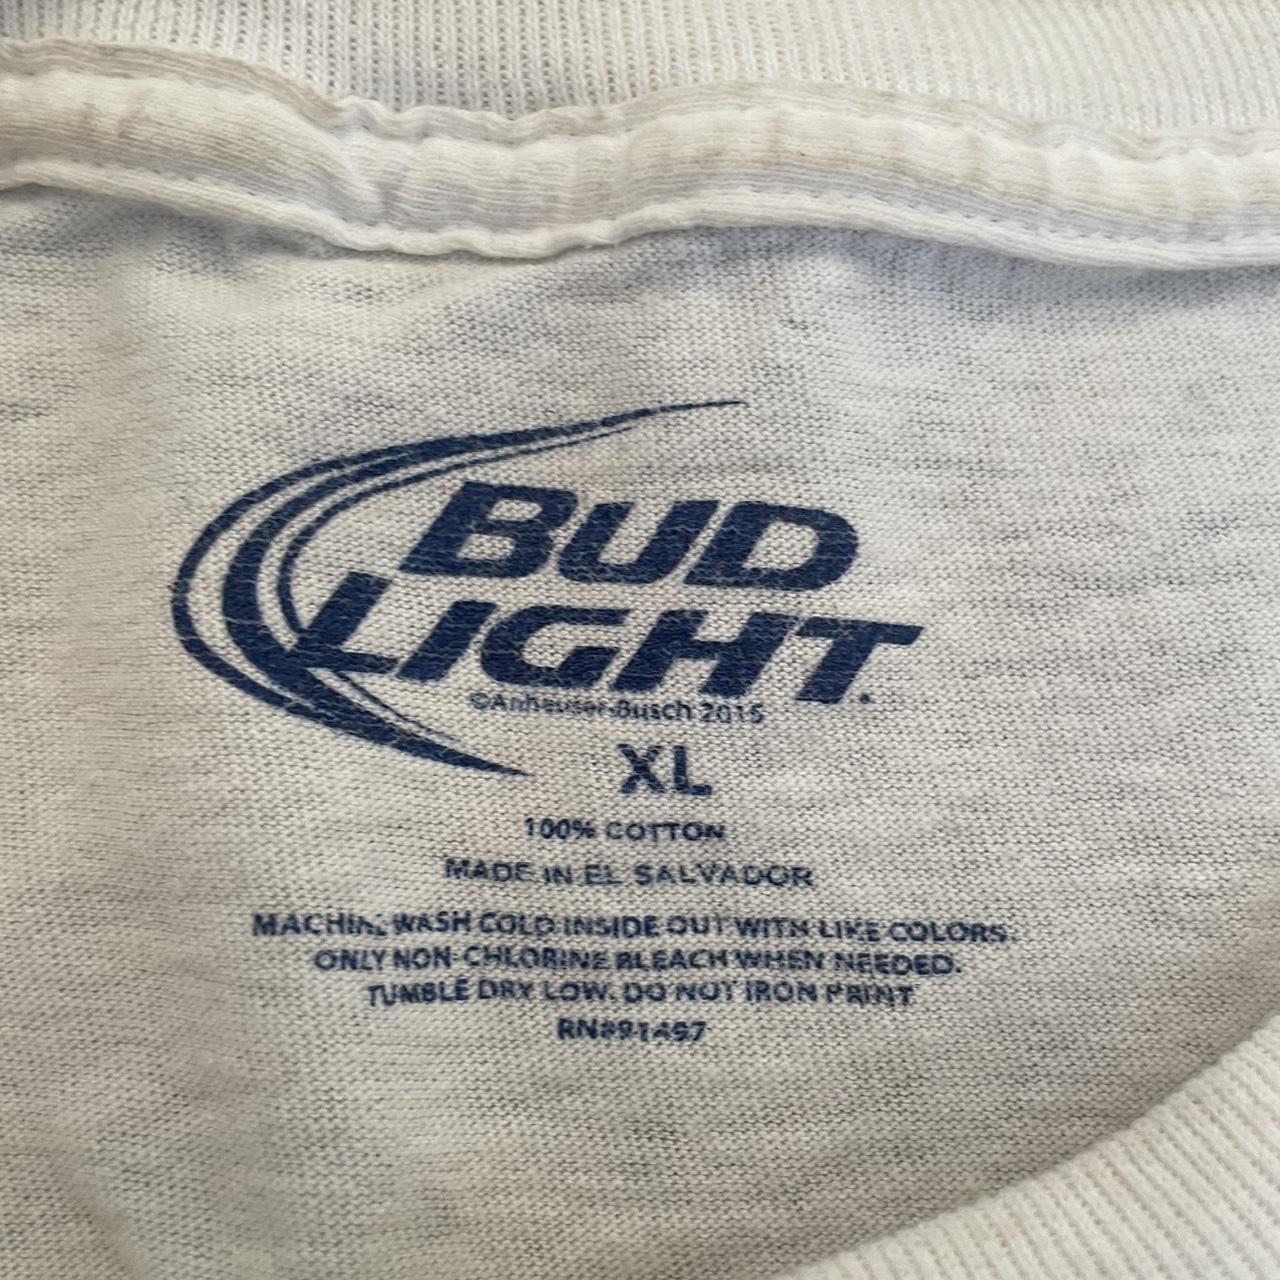 BUD
LIGHT.
©Anheuser-Busch 2015
XL
100% COTTON
MADE IN EL SALVADOR
MACHINE WASH COLD INSIDE OUT WITH LIKE COLORS.
ONLY NON-CHLORINE BLEACH WHEN NEEDED.
TUMBLE DRY LOW. DO NOT IRON PRINT
RN#91497